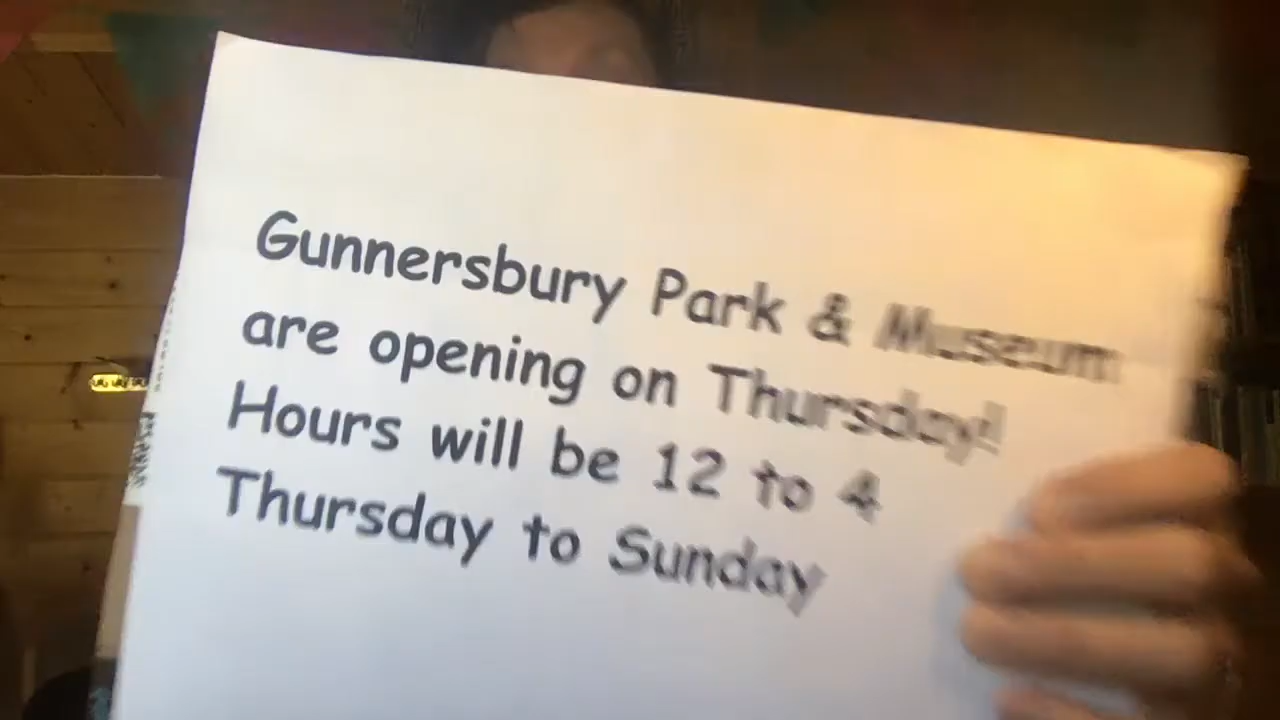 Gunnersbury Park & Museum
are opening on Thursday!
Hours will be 12 to 4
Thursday to Sunday